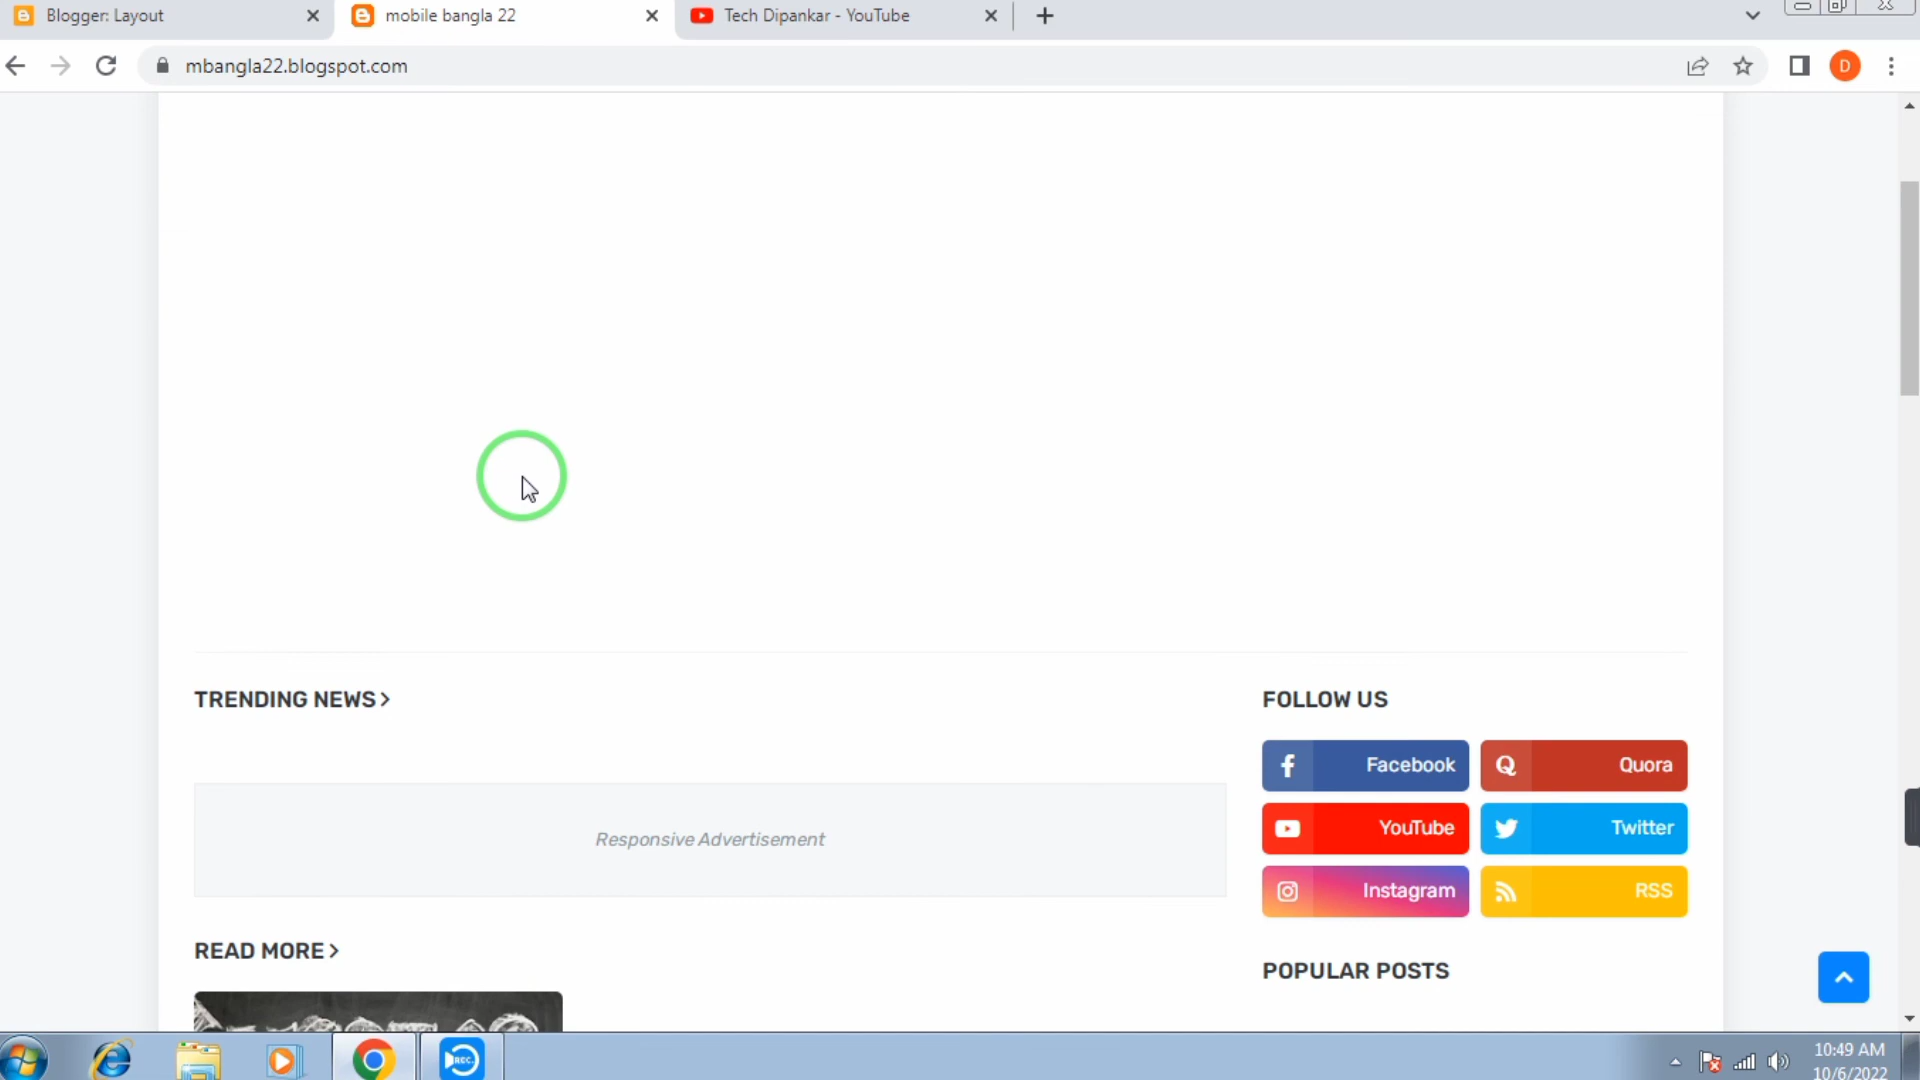 Blogger: Layout
mobile bangla 22
Tech Dipankar - YouTube
mbangla22.blogspot.com
D
TRENDING NEWS
FOLLOW US
Facebook
Quora
YouTube
Twitter
Instagram
RSS
Responsive Advertisement
READ MORE
POPULAR POSTS
REC
10:49 AM
10/6/2022